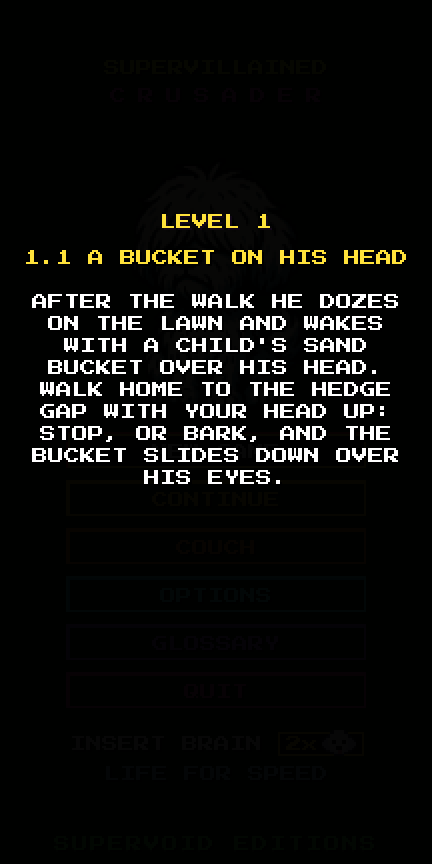 SUPERVILLAINED
CRUSADER
LEVEL 1
1.1 A BUCKET ON HIS HEAD
AFTER THE WALK HE DOZES
ON THE LAWN AND WAKES
WITH A CHILD'S SAND
BUCKET OVER HIS HEAD.
WALK HOME TO THE HEDGE
GAP WITH YOUR HEAD UP:
STOP, OR BARK, AND THE
BUCKET SLIDES DOWN OVER
HIS EYES.
CONTINUE
COUCH
OPTIONS
GLOSSARY
QUIT
INSERT BRAIN 2x
LIFE FOR SPEED
SUPERVOID EDITIONS